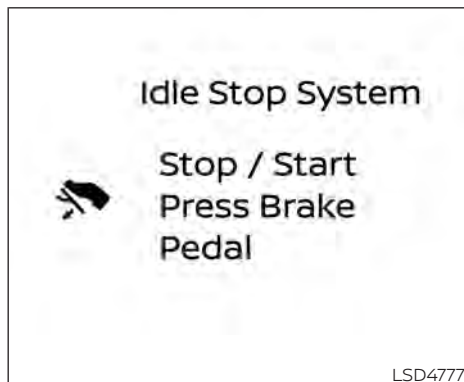 Idle Stop System
Stop / Start
Press Brake
Pedal
LSD4777